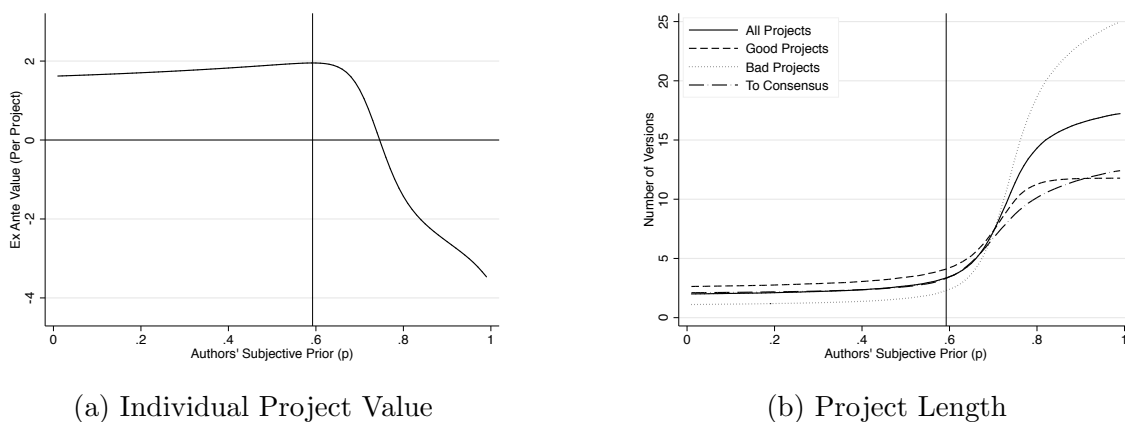 Ex Ante Value (Per Project)
2
0
-2
-4
0
.2
.4
.6
.8
1
Authors' Subjective Prior (p)
(a) Individual Project Value
Number of Versions
25
20
15
10
5
0
All Projects
Good Projects
Bad Projects
To Consensus
0
.2
.4
.6
.8
1
Authors' Subjective Prior (p)
(b) Project Length